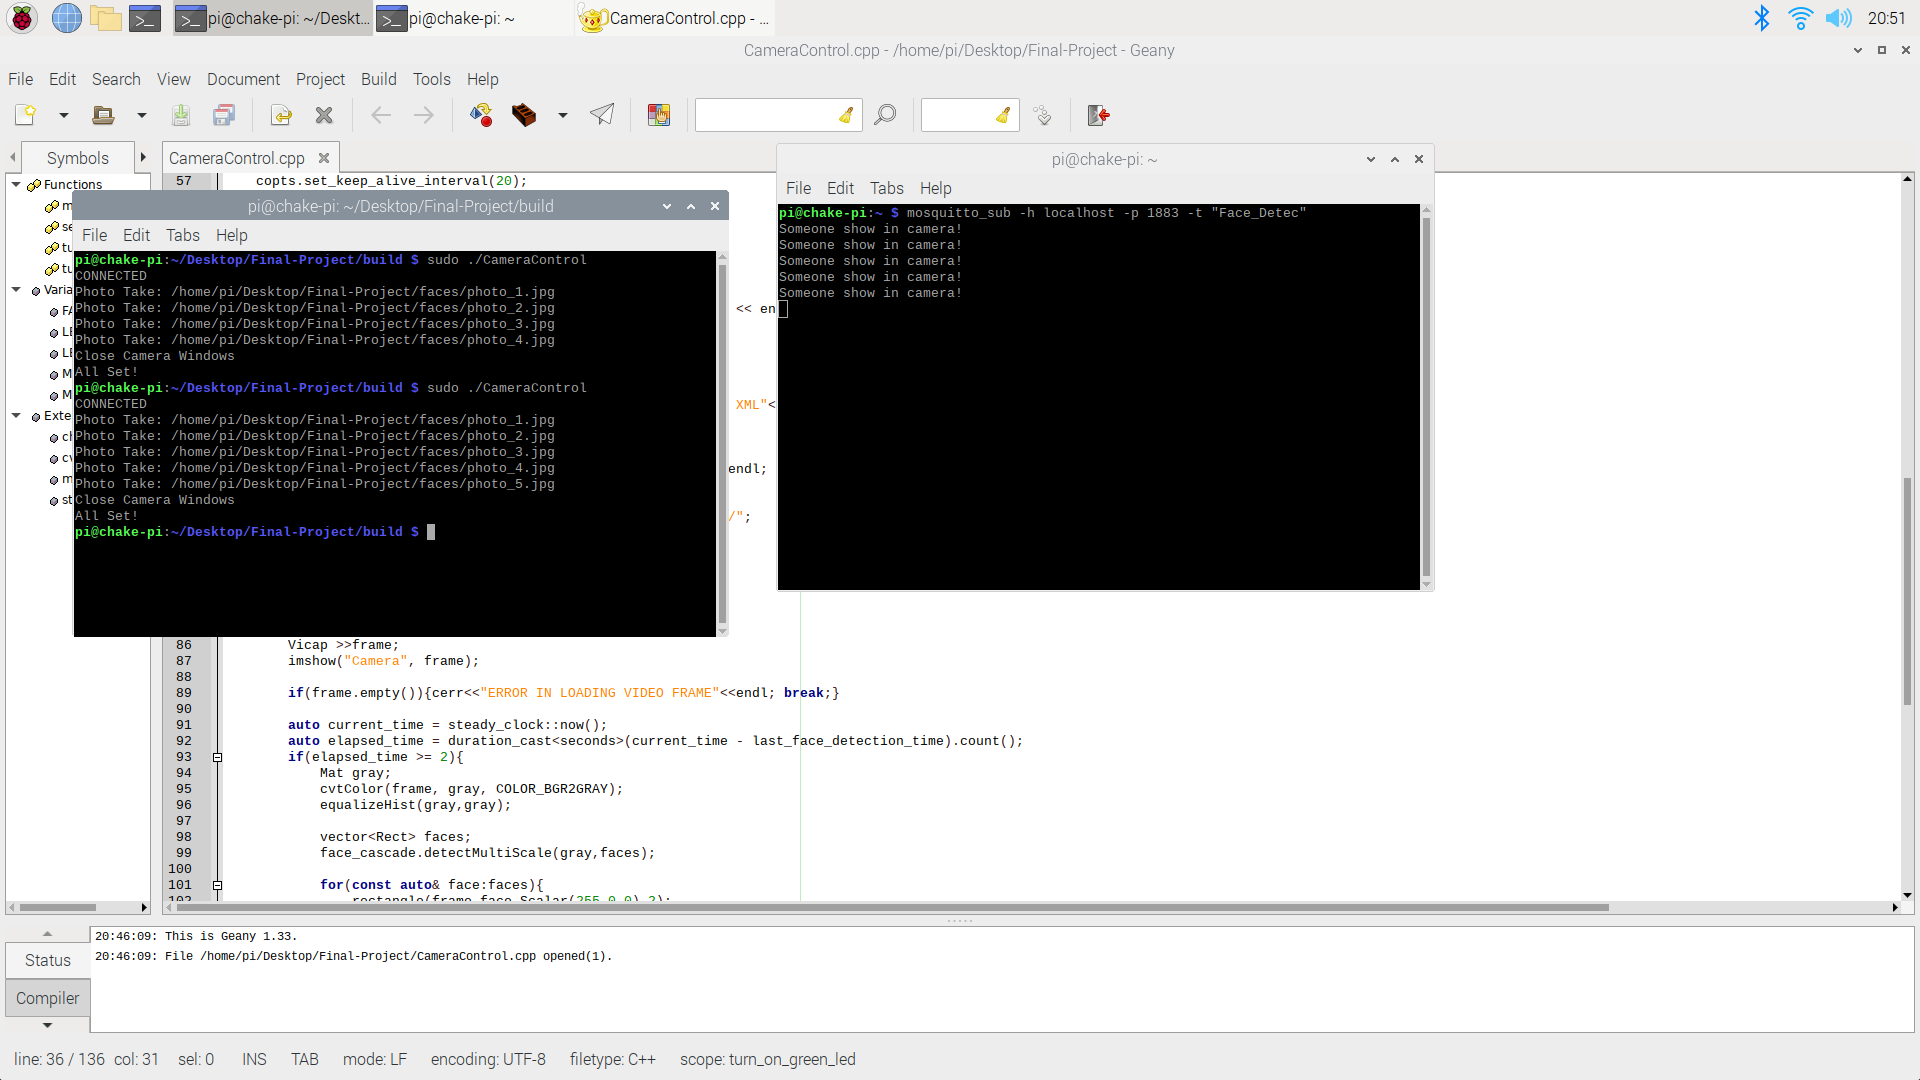 pi@chake-pi: ~/Deskt...
pi@chake-pi: ~
CameraControl.cpp - ...
20:51
CameraControl.cpp - /home/pi/Desktop/Final-Project - Geany
File Edit Search View Document Project Build Tools Help
Symbols
CameraControl.cpp
Functions
Varia
Exte
57 copts.set_keep_alive_interval(20);
<< en
XML"<
endl;
/";
pi@chake-pi: ~/Desktop/Final-Project/build
File Edit Tabs Help
pi@chake-pi:~/Desktop/Final-Project/build $ sudo ./CameraControl
CONNECTED
Photo Take: /home/pi/Desktop/Final-Project/faces/photo_1.jpg
Photo Take: /home/pi/Desktop/Final-Project/faces/photo_2.jpg
Photo Take: /home/pi/Desktop/Final-Project/faces/photo_3.jpg
Photo Take: /home/pi/Desktop/Final-Project/faces/photo_4.jpg
Close Camera Windows
All Set!
pi@chake-pi:~/Desktop/Final-Project/build $ sudo ./CameraControl
CONNECTED
Photo Take: /home/pi/Desktop/Final-Project/faces/photo_1.jpg
Photo Take: /home/pi/Desktop/Final-Project/faces/photo_2.jpg
Photo Take: /home/pi/Desktop/Final-Project/faces/photo_3.jpg
Photo Take: /home/pi/Desktop/Final-Project/faces/photo_4.jpg
Photo Take: /home/pi/Desktop/Final-Project/faces/photo_5.jpg
Close Camera Windows
All Set!
pi@chake-pi:~/Desktop/Final-Project/build $
pi@chake-pi: ~
File Edit Tabs Help
pi@chake-pi:~ $ mosquitto_sub -h localhost -p 1883 -t "Face_Detec"
Someone show in camera!
Someone show in camera!
Someone show in camera!
Someone show in camera!
Someone show in camera!
86 Vicap >>frame;
87 imshow("Camera", frame);
88
89 if(frame.empty()){cerr<<"ERROR IN LOADING VIDEO FRAME"<<endl; break;}
90
91 auto current_time = steady_clock::now();
92 auto elapsed_time = duration_cast<seconds>(current_time - last_face_detection_time).count();
93 if(elapsed_time >= 2){
94 Mat gray;
95 cvtColor(frame, gray, COLOR_BGR2GRAY);
96 equalizeHist(gray,gray);
97
98 vector<Rect> faces;
99 face_cascade.detectMultiScale(gray,faces);
100
101 for(const auto& face:faces){
102 rectangle(frame,face,Scalar(255,0,0),2);
20:46:09: This is Geany 1.33.
20:46:09: File /home/pi/Desktop/Final-Project/CameraControl.cpp opened(1).
Status
Compiler
line: 36 / 136 col: 31 sel: 0 INS TAB mode: LF encoding: UTF-8 filetype: C++ scope: turn_on_green_led